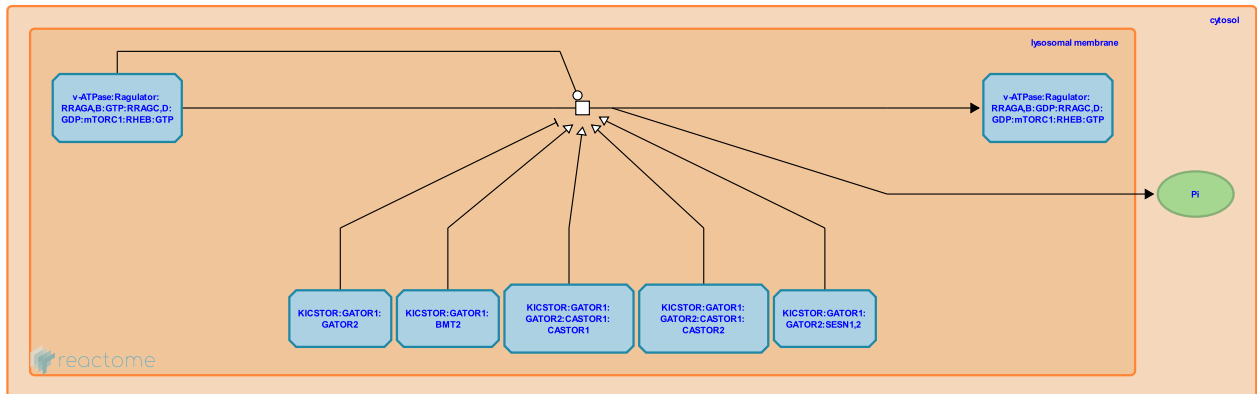 cytosol
lysosomal membrane
v-ATPase:Ragulator:
RRAGA,B:GTP:RRAGC,D:
GDP:mTORC1:RHEB:GTP
v-ATPase:Ragulator:
RRAGA,B:GDP:RRAGC,D:
GDP:mTORC1:RHEB:GTP
Pi
KICSTOR:GATOR1:
GATOR2
KICSTOR:GATOR1:
BMT2
KICSTOR:GATOR1:
GATOR2:CASTOR1:
CASTOR1
KICSTOR:GATOR1:
GATOR2:CASTOR1:
CASTOR2
KICSTOR:GATOR1:
GATOR2:SESN1,2
reactome